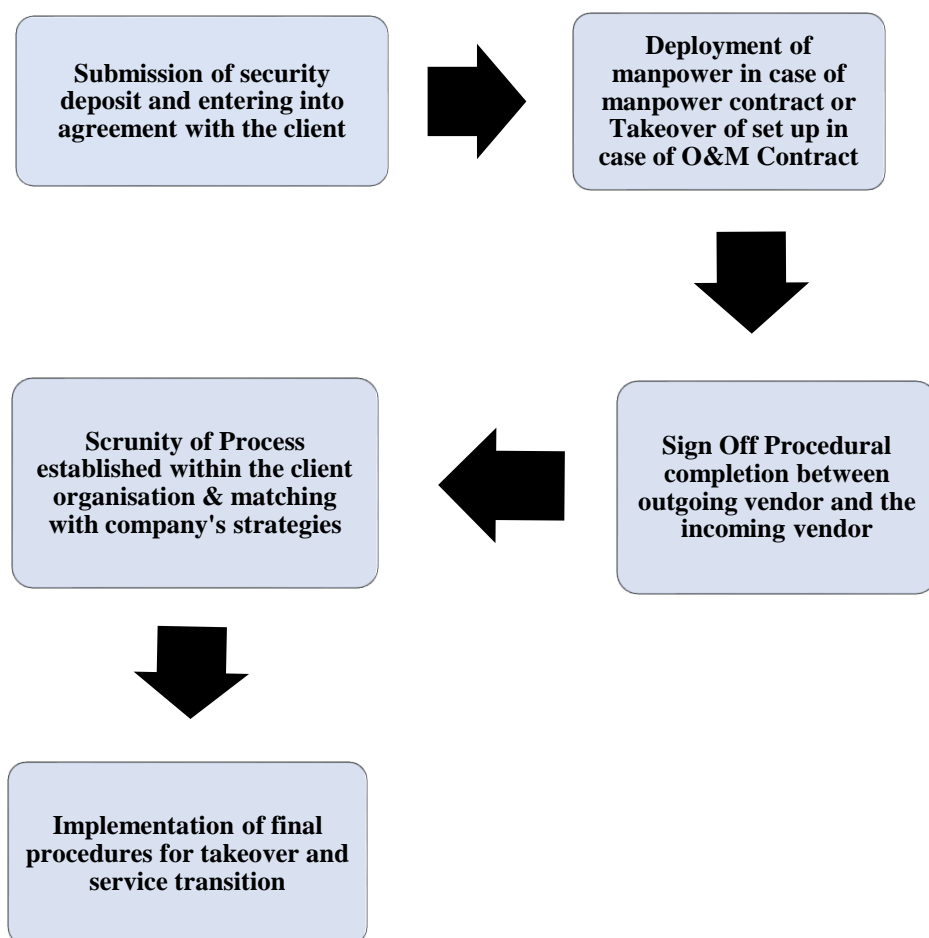 Submission of security
deposit and entering into
agreement with the client
Deployment of
manpower in case of
manpower contract or
Takeover of set up in
case of O&M Contract
Sign Off Procedural
completion between
outgoing vendor and the
incoming vendor
Scrunity of Process
established within the client
organisation & matching
with company's strategies
Implementation of final
procedures for takeover and
service transition